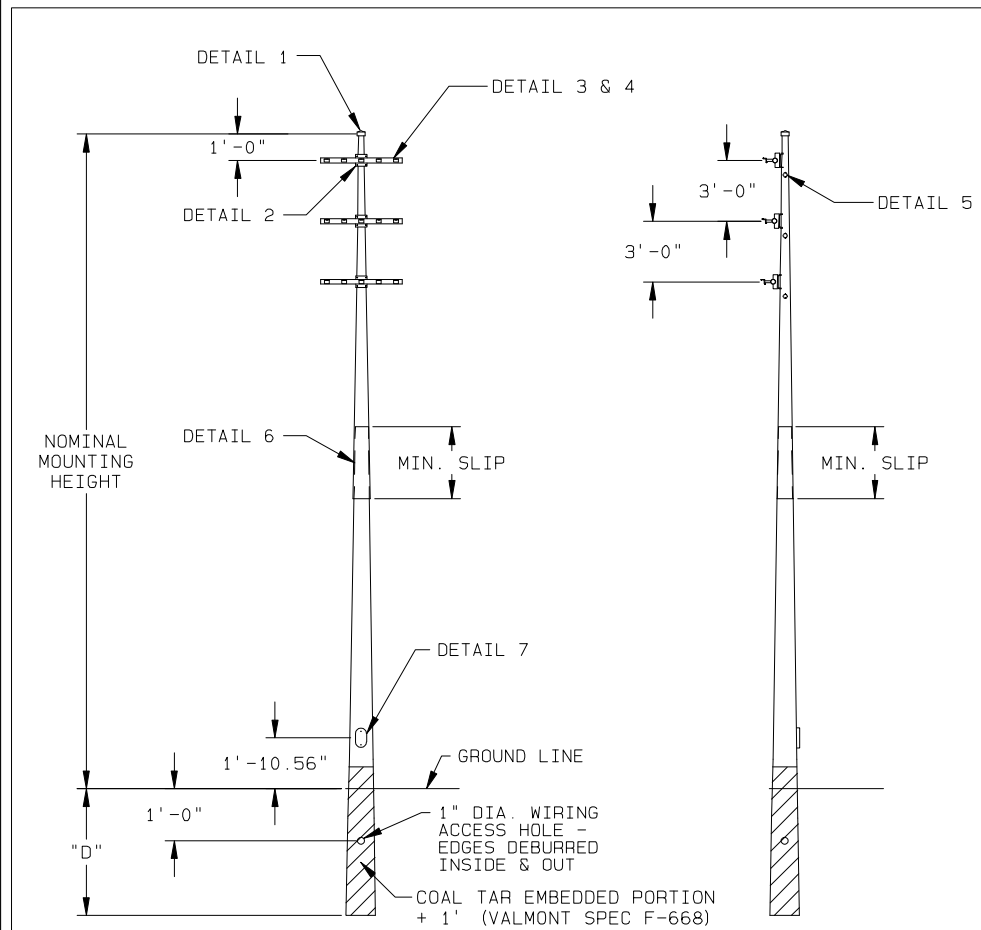 DETAIL 1
DETAIL 3 & 4
1'-0"
DETAIL 2
3'-0"
DETAIL 5
3'-0"
NOMINAL
MOUNTING
HEIGHT
DETAIL 6
MIN. SLIP
MIN. SLIP
DETAIL 7
1'-10.56"
GROUND LINE
1'-0"
"D"
1" DIA. WIRING
ACCESS HOLE -
EDGES DEBURRED
INSIDE & OUT
COAL TAR EMBEDDED PORTION
+ 1' (VALMONT SPEC F-668)